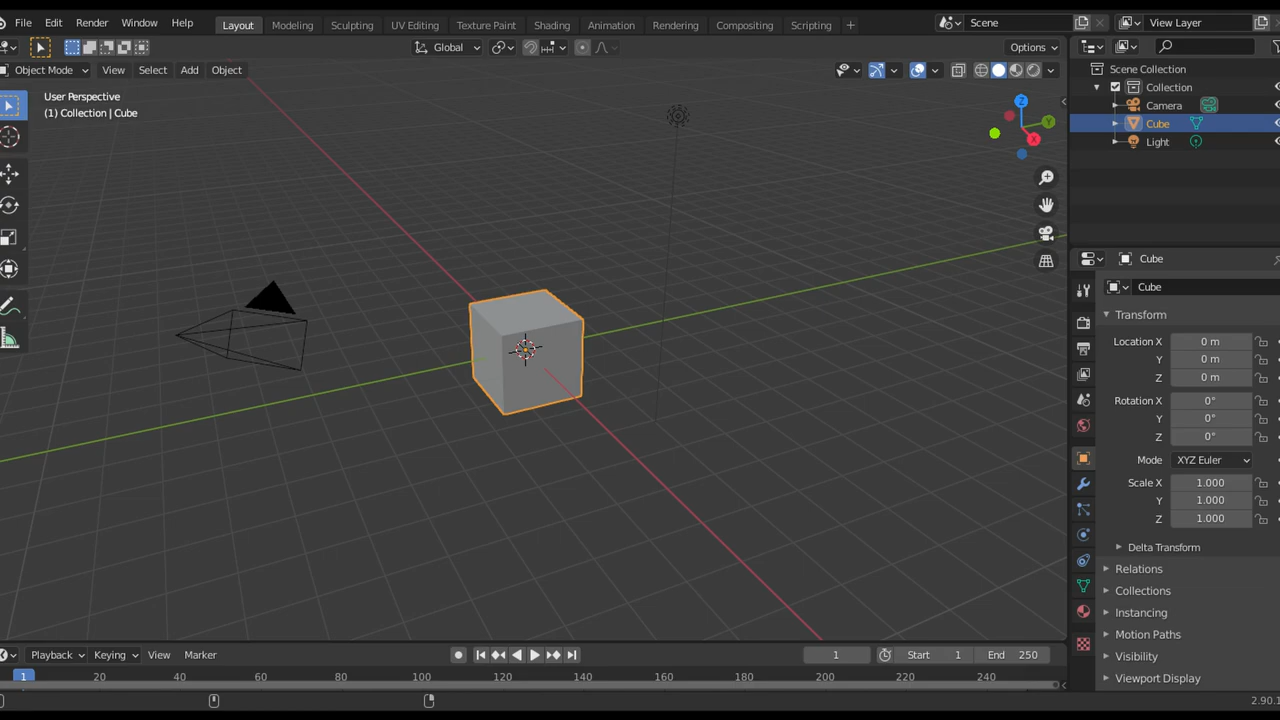 File Edit Render Window Help Layout Modeling Sculpting UV Editing Texture Paint Shading Animation Rendering Compositing Scripting + Scene View Layer
Global Options
Object Mode View Select Add Object
User Perspective
(1) Collection | Cube
Z
Y
X
Scene Collection
Collection
Camera
Cube
Light
Cube
Cube
Transform
Location X 0 m
Y 0 m
Z 0 m
Rotation X 0°
Y 0°
Z 0°
Mode XYZ Euler
Scale X 1.000
Y 1.000
Z 1.000
Delta Transform
Relations
Collections
Instancing
Motion Paths
Visibility
Viewport Display
Playback Keying View Marker 1 Start 1 End 250
1 20 40 60 80 100 120 140 160 180 200 220 240
2.90.1